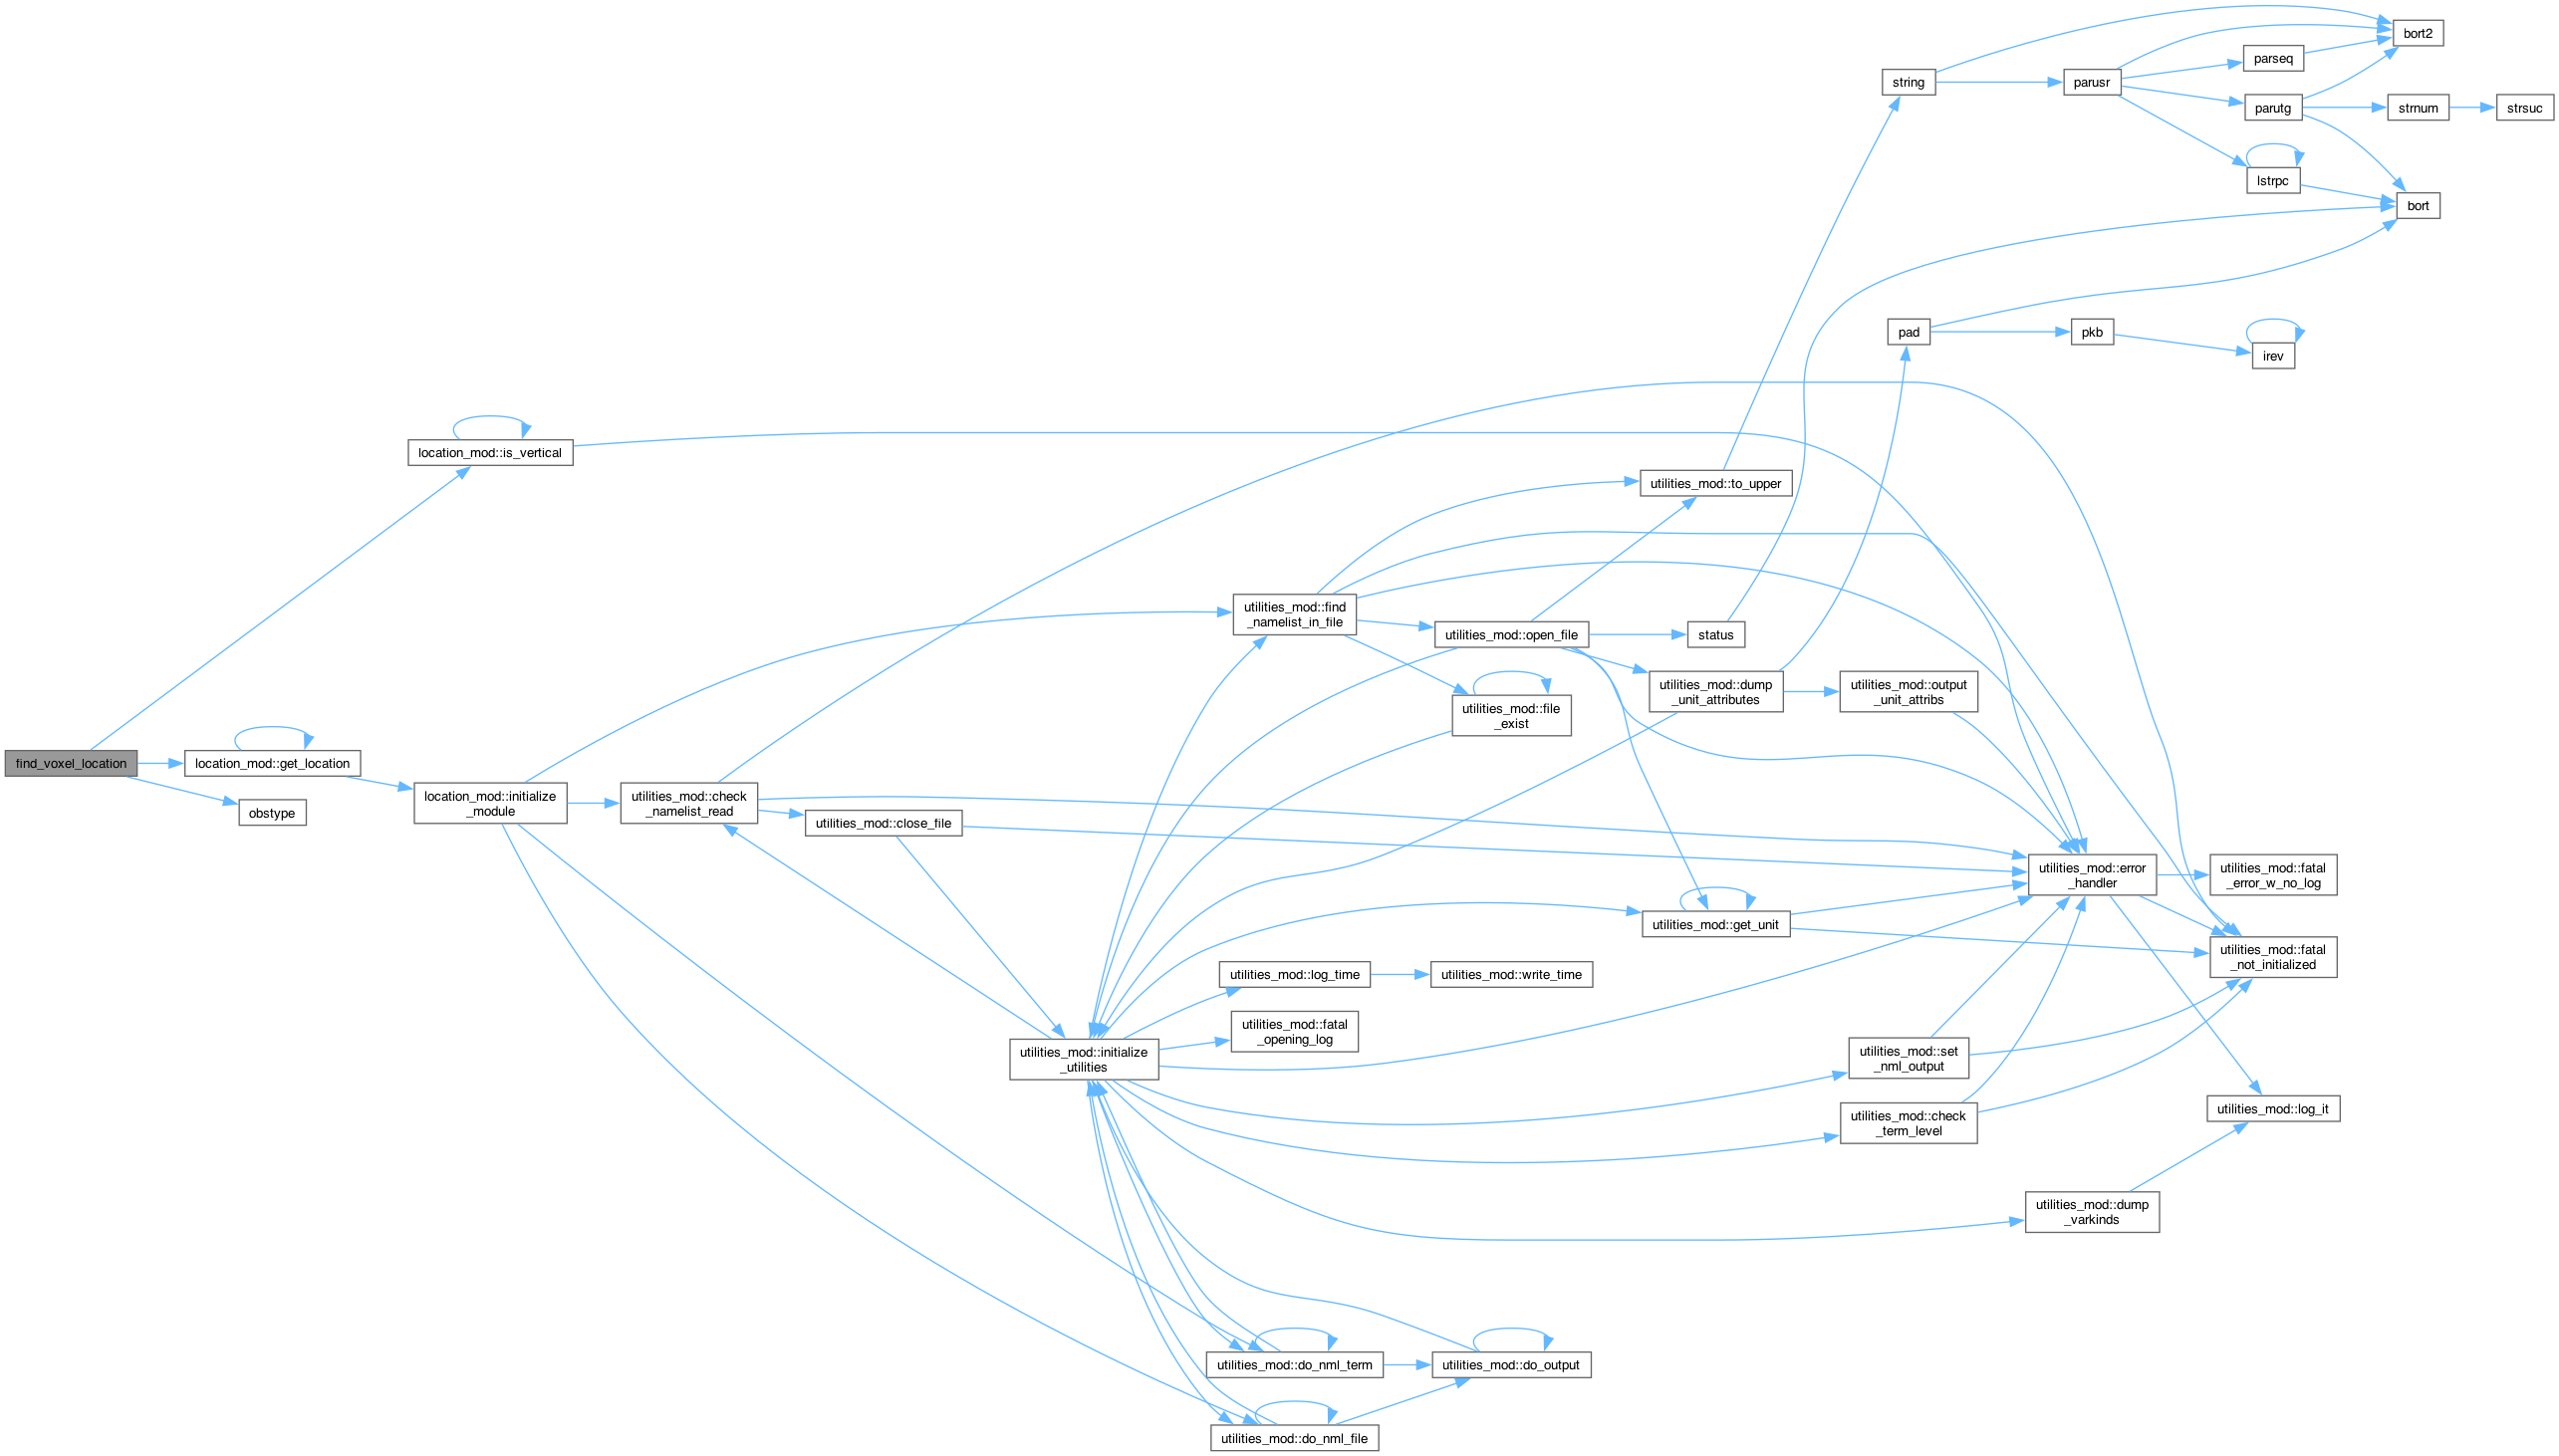 find_voxel_location
location_mod::is_vertical
location_mod::get_location
obstype
location_mod::initialize
_module
utilities_mod::check
_namelist_read
utilities_mod::close_file
utilities_mod::initialize
_utilities
utilities_mod::find
_namelist_in_file
utilities_mod::open_file
utilities_mod::file
_exist
utilities_mod::to_upper
status
utilities_mod::dump
_unit_attributes
utilities_mod::output
_unit_attribs
utilities_mod::get_unit
utilities_mod::log_time
utilities_mod::write_time
utilities_mod::fatal
_opening_log
utilities_mod::set
_nml_output
utilities_mod::check
_term_level
utilities_mod::dump
_varkinds
utilities_mod::do_nml_term
utilities_mod::do_output
utilities_mod::do_nml_file
utilities_mod::error
_handler
utilities_mod::fatal
_error_w_no_log
utilities_mod::fatal
_not_initialized
utilities_mod::log_it
string
parusr
parseq
parutg
lstrpc
bort2
strnum
strsuc
bort
pad
pkb
irev